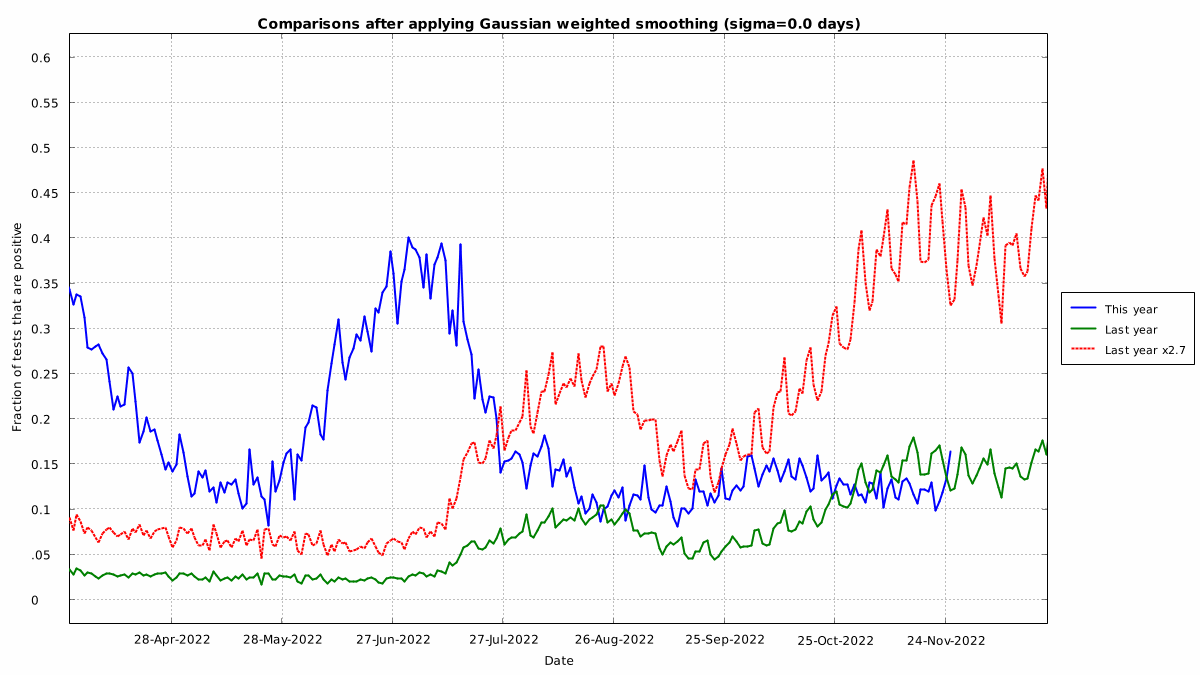 Comparisons after applying Gaussian weighted smoothing (sigma=0.0 days)
Fraction of tests that are positive
0.6
0.55
0.5
0.45
0.4
0.35
0.3
0.25
0.2
0.15
0.1
.05
0
28-Apr-2022 28-May-2022 27-Jun-2022 27-Jul-2022 26-Aug-2022 25-Sep-2022 25-Oct-2022 24-Nov-2022
Date
This year
Last year
Last year x2.7